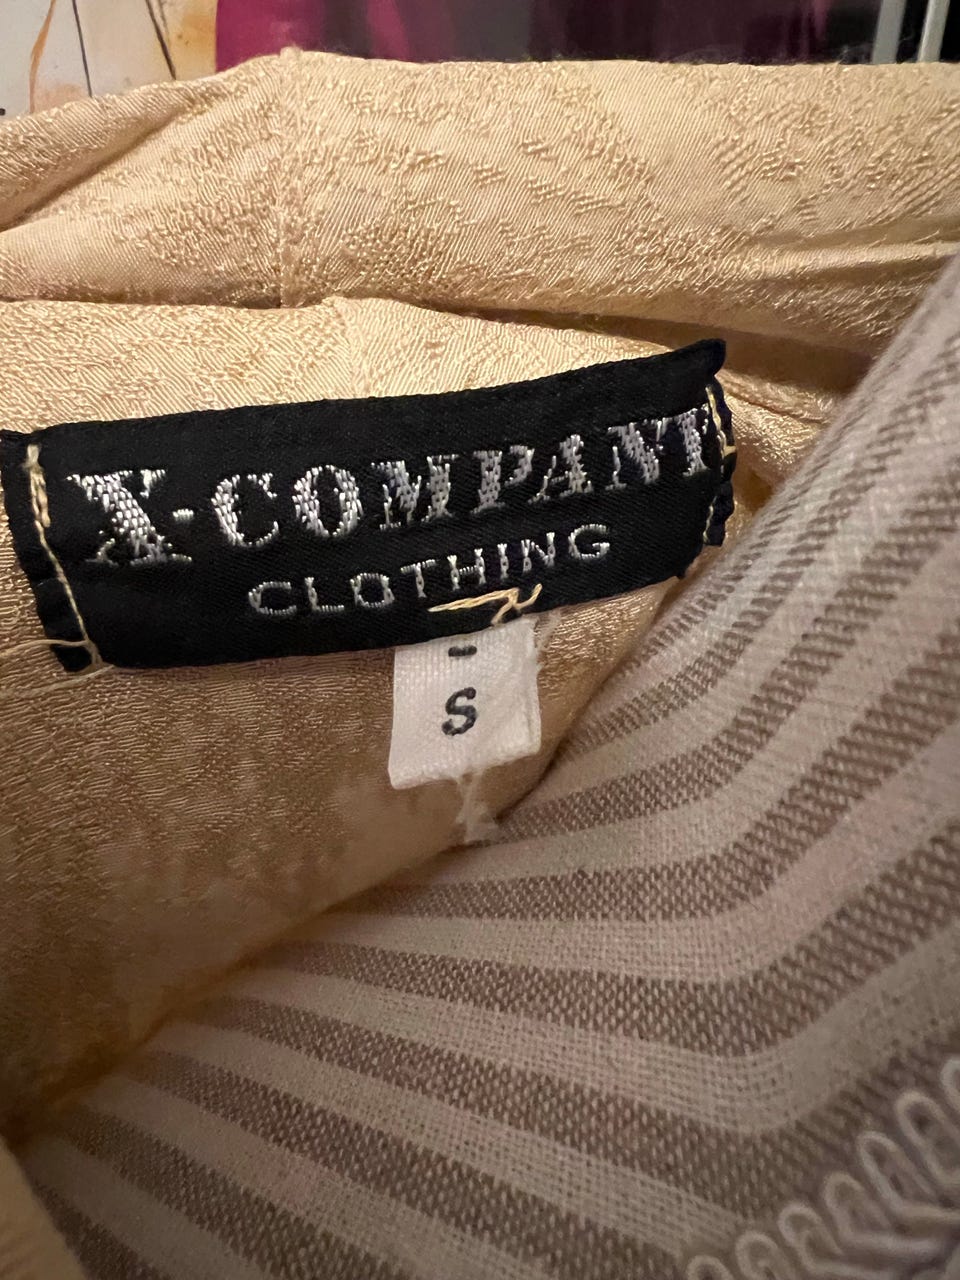 X-COMPANY
CLOTHING
- S